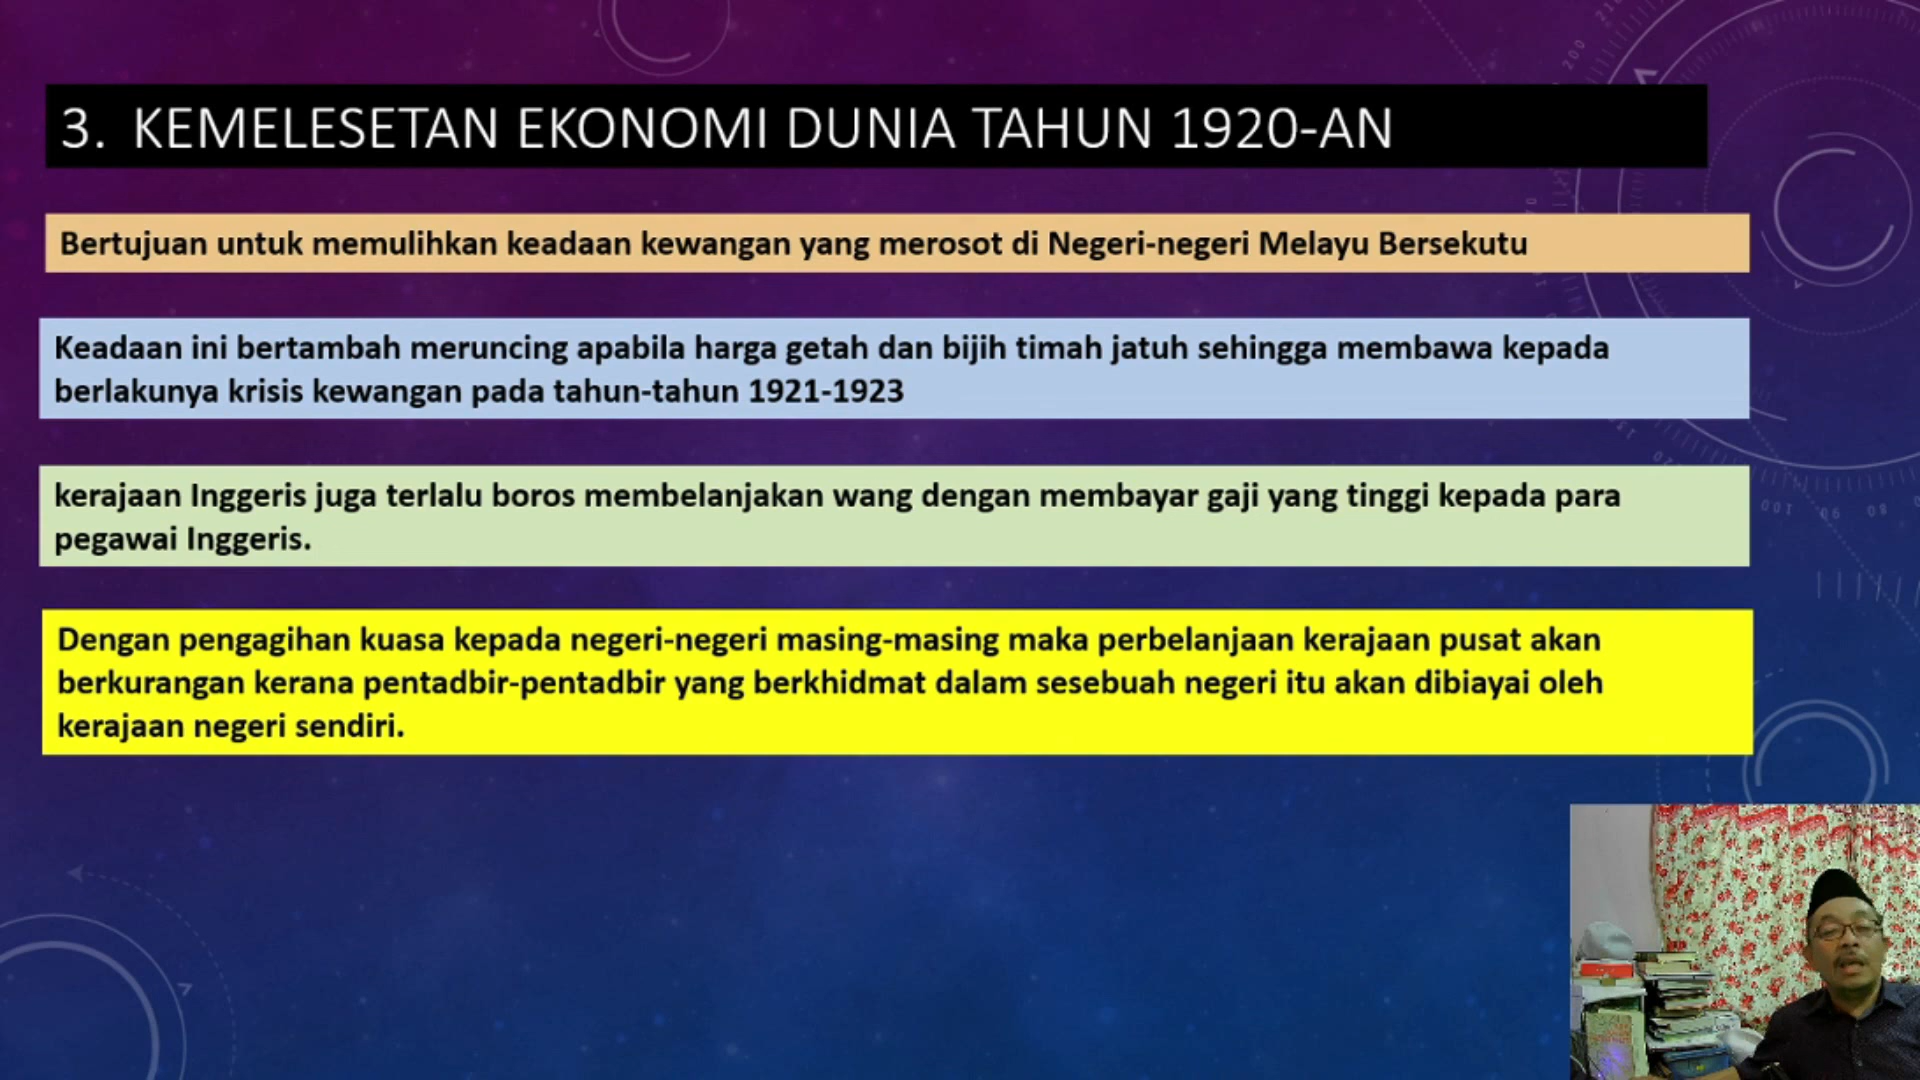 3. KEMELESETAN EKONOMI DUNIA TAHUN 1920-AN
Bertujuan untuk memulihkan keadaan kewangan yang merosot di Negeri-negeri Melayu Bersekutu
Keadaan ini bertambah meruncing apabila harga getah dan bijih timah jatuh sehingga membawa kepada
berlakunya krisis kewangan pada tahun-tahun 1921-1923
kerajaan Inggeris juga terlalu boros membelanjakan wang dengan membayar gaji yang tinggi kepada para
pegawai Inggeris.
Dengan pengagihan kuasa kepada negeri-negeri masing-masing maka perbelanjaan kerajaan pusat akan
berkurangan kerana pentadbir-pentadbir yang berkhidmat dalam sesebuah negeri itu akan dibiayai oleh
kerajaan negeri sendiri.